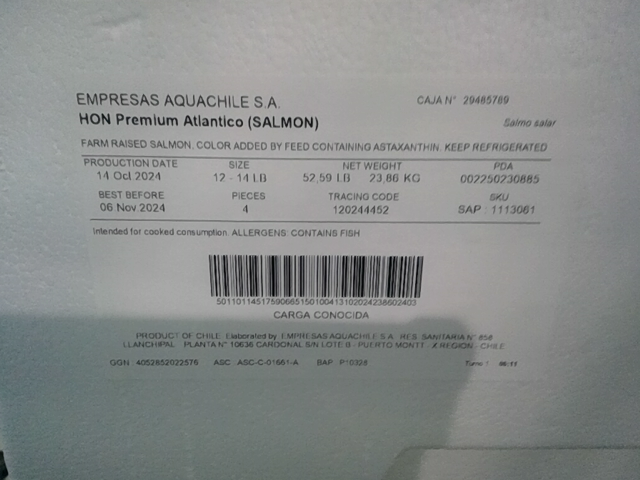 EMPRESAS AQUACHILE S.A. CAJA N° 29485789
HON Premium Atlantico (SALMON) Salmo salar
FARM RAISED SALMON, COLOR ADDED BY FEED CONTAINING ASTAXANTHIN. KEEP REFRIGERATED
PRODUCTION DATE SIZE NET WEIGHT PDA
14 Oct 2024 12 - 14 LB 52,59 LB 23,86 KG 002250230885
BEST BEFORE PIECES TRACING CODE SKU
06 Nov 2024 4 120244452 SAP : 1113061
Intended for cooked consumption. ALLERGENS: CONTAINS FISH
CARGA CONOCIDA
PRODUCT OF CHILE Elaborated by EMPRESAS AQUACHILE S.A. RES. SANITARIA N° 858
LLANCHIPAL PLANTA N° 10636 CARDONAL S/N LOTE B - PUERTO MONTT - X REGION - CHILE
GGN : 4052852022576 ASC : ASC-C-01661-A BAP : P10325 Turno 1